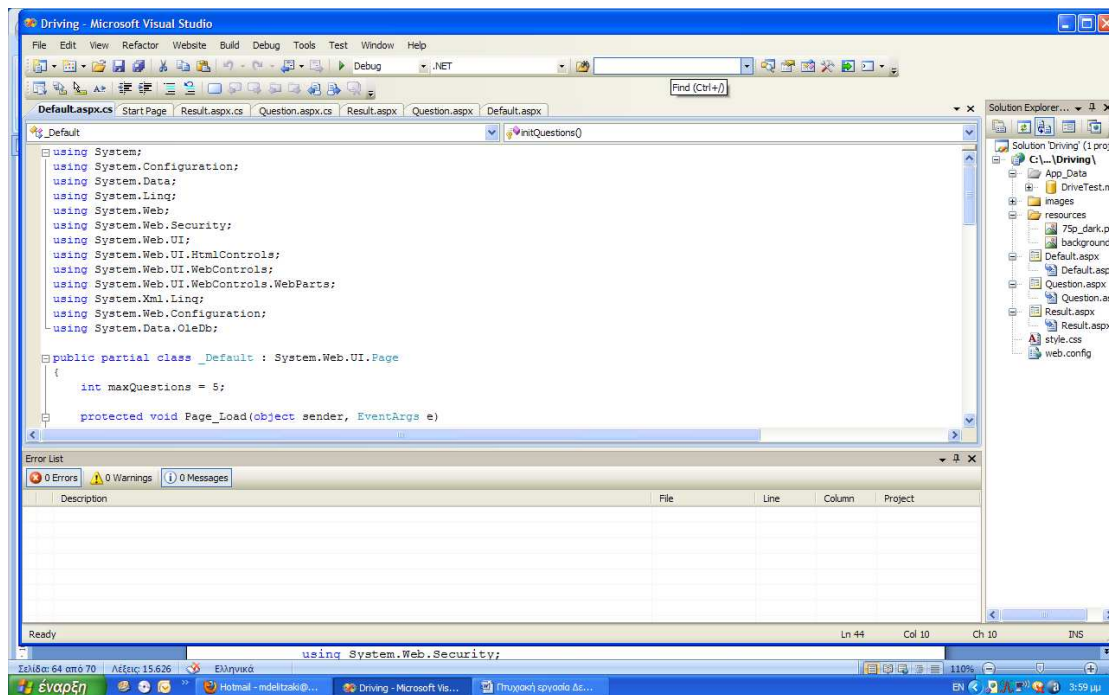 Driving - Microsoft Visual Studio
File Edit View Refactor Website Build Debug Tools Test Window Help
Debug .NET
Find (Ctrl+/)
Default.aspx.cs Start Page Result.aspx.cs Question.aspx.cs Result.aspx Question.aspx Default.aspx
_Default initQuestions()
using System;
using System.Configuration;
using System.Data;
using System.Linq;
using System.Web;
using System.Web.Security;
using System.Web.UI;
using System.Web.UI.HtmlControls;
using System.Web.UI.WebControls;
using System.Web.UI.WebControls.WebParts;
using System.Xml.Linq;
using System.Web.Configuration;
using System.Data.OleDb;
public partial class _Default : System.Web.UI.Page
{
int maxQuestions = 5;
protected void Page_Load(object sender, EventArgs e)
Solution Explorer...
Solution 'Driving' (1 proj
C:\...\Driving\
App_Data
DriveTest.m
images
resources
75p_dark.p
background
Default.aspx
Default.asp
Question.aspx
Question.as
Result.aspx
Result.aspx
style.css
web.config
Error List
0 Errors 0 Warnings 0 Messages
Description File Line Column Project
Ready Ln 44 Col 10 Ch 10 INS
using System.Web.Security;
Σελίδα: 64 από 70 Λέξεις: 15.626 Ελληνικά 110%
έναρξη Hotmail - mdelitzaki@... Driving - Microsoft Vis... Πτυχιακή εργασία Δε... EN 3:59 μμ